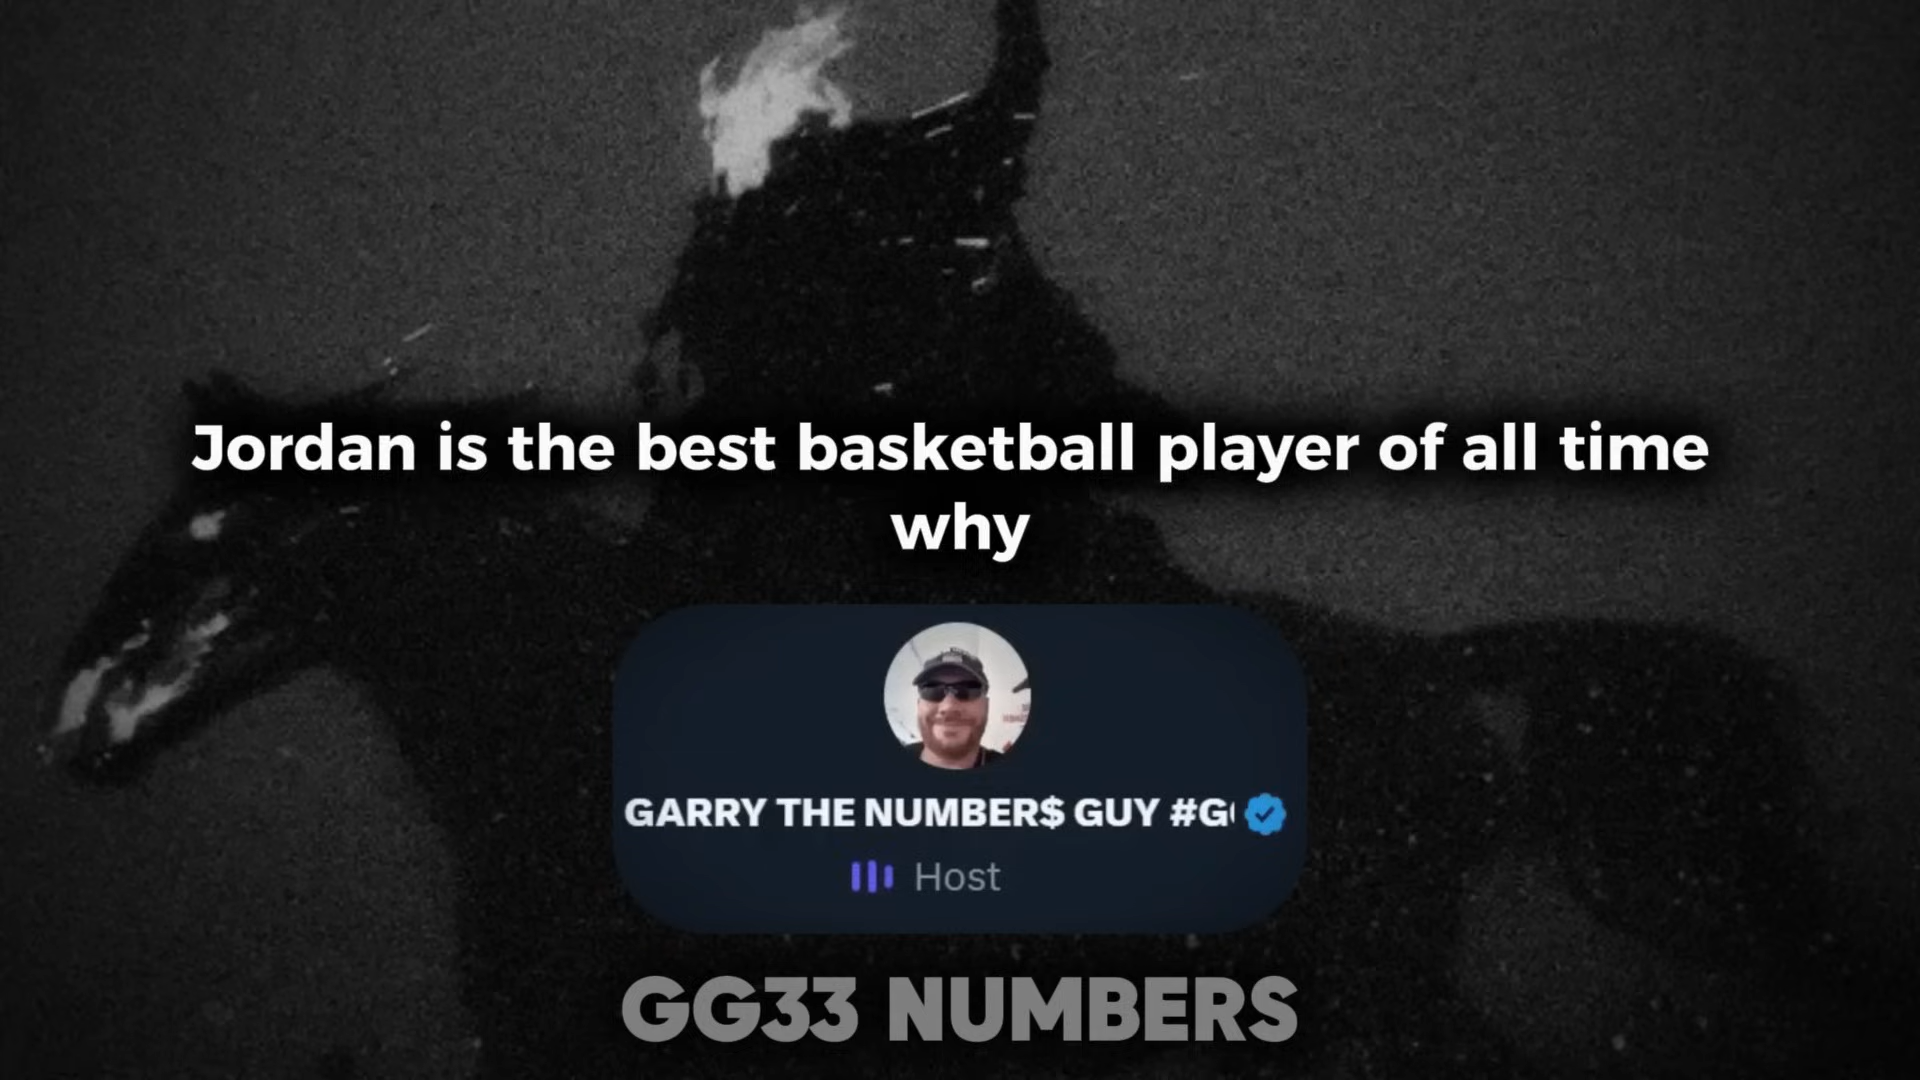 Jordan is the best basketball player of all time
why
GARRY THE NUMBER$ GUY #G
Host
GG33 NUMBERS